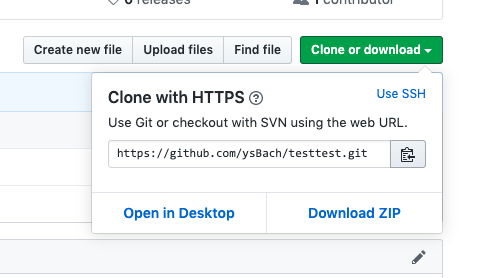 0 releases
1 contributor
Create new file Upload files Find file Clone or download
Clone with HTTPS
Use SSH
Use Git or checkout with SVN using the web URL.
https://github.com/ysBach/testtest.git
Open in Desktop Download ZIP